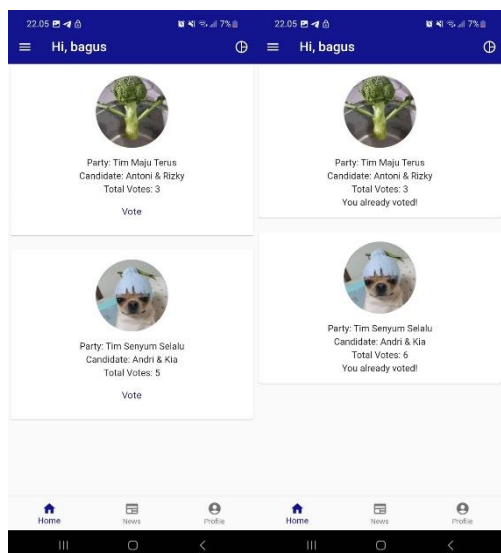 22.05
7%
Hi, bagus
Party: Tim Maju Terus
Candidate: Antoni & Rizky
Total Votes: 3
Vote
Party: Tim Senyum Selalu
Candidate: Andri & Kia
Total Votes: 5
Vote
Home
News
Profile
22.05
7%
Hi, bagus
Party: Tim Maju Terus
Candidate: Antoni & Rizky
Total Votes: 3
You already voted!
Party: Tim Senyum Selalu
Candidate: Andri & Kia
Total Votes: 6
You already voted!
Home
News
Profile